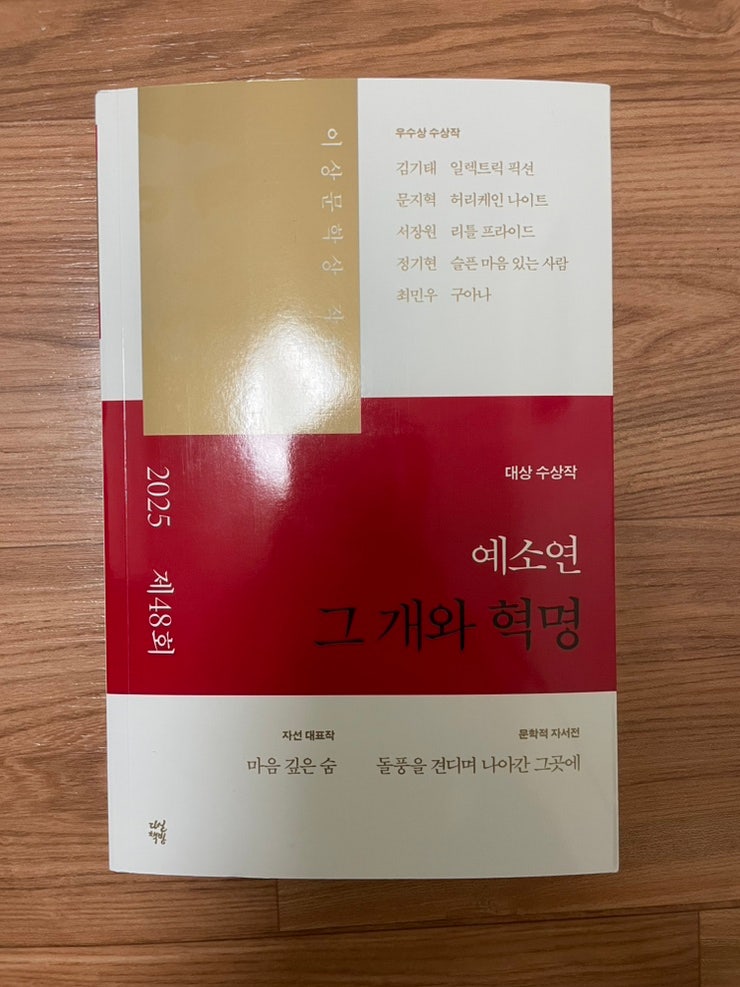 이상문학상 작
우수상 수상작
김기태 일렉트릭 픽션
문지혁 허리케인 나이트
서장원 리틀 프라이드
정기현 슬픈 마음 있는 사람
최민우 구아나
2025 제48회
대상 수상작
예소연
그 개와 혁명
자선 대표작
마음 깊은 숨
문학적 자서전
돌풍을 견디며 나아간 그곳에
다산
책방